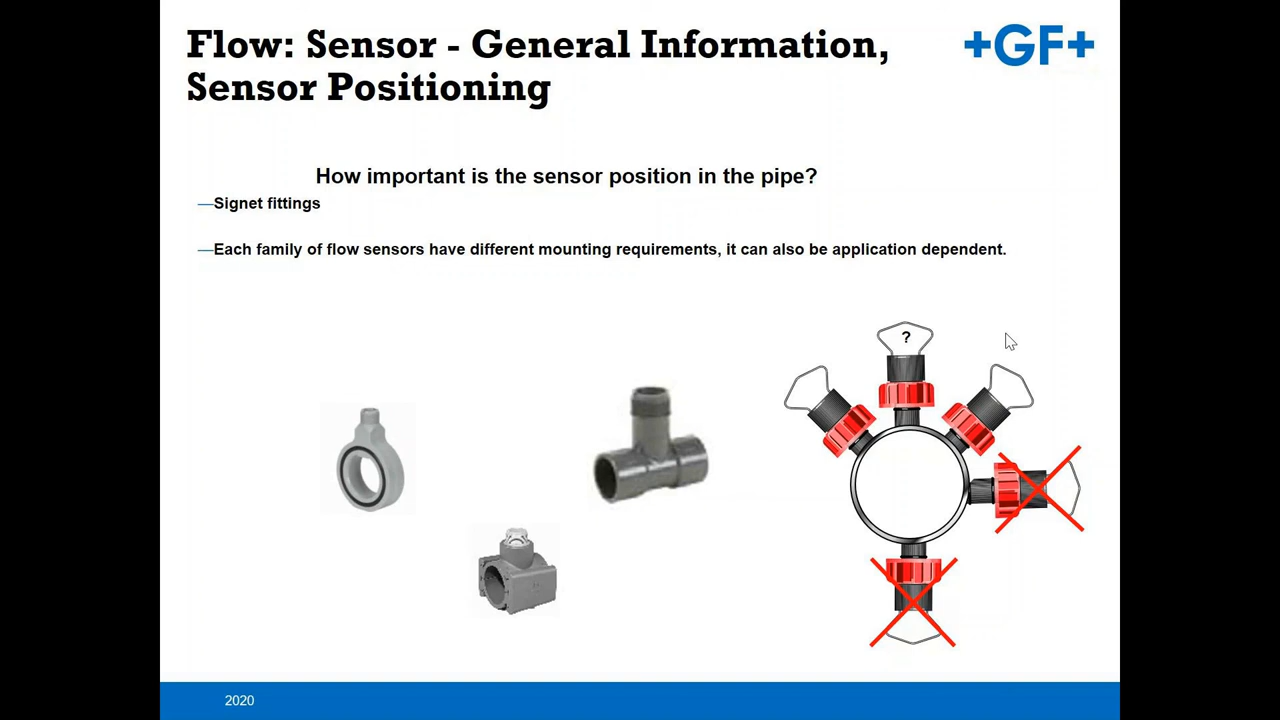 Flow: Sensor - General Information,
Sensor Positioning
+GF+
How important is the sensor position in the pipe?
—Signet fittings
—Each family of flow sensors have different mounting requirements, it can also be application dependent.
?
2020